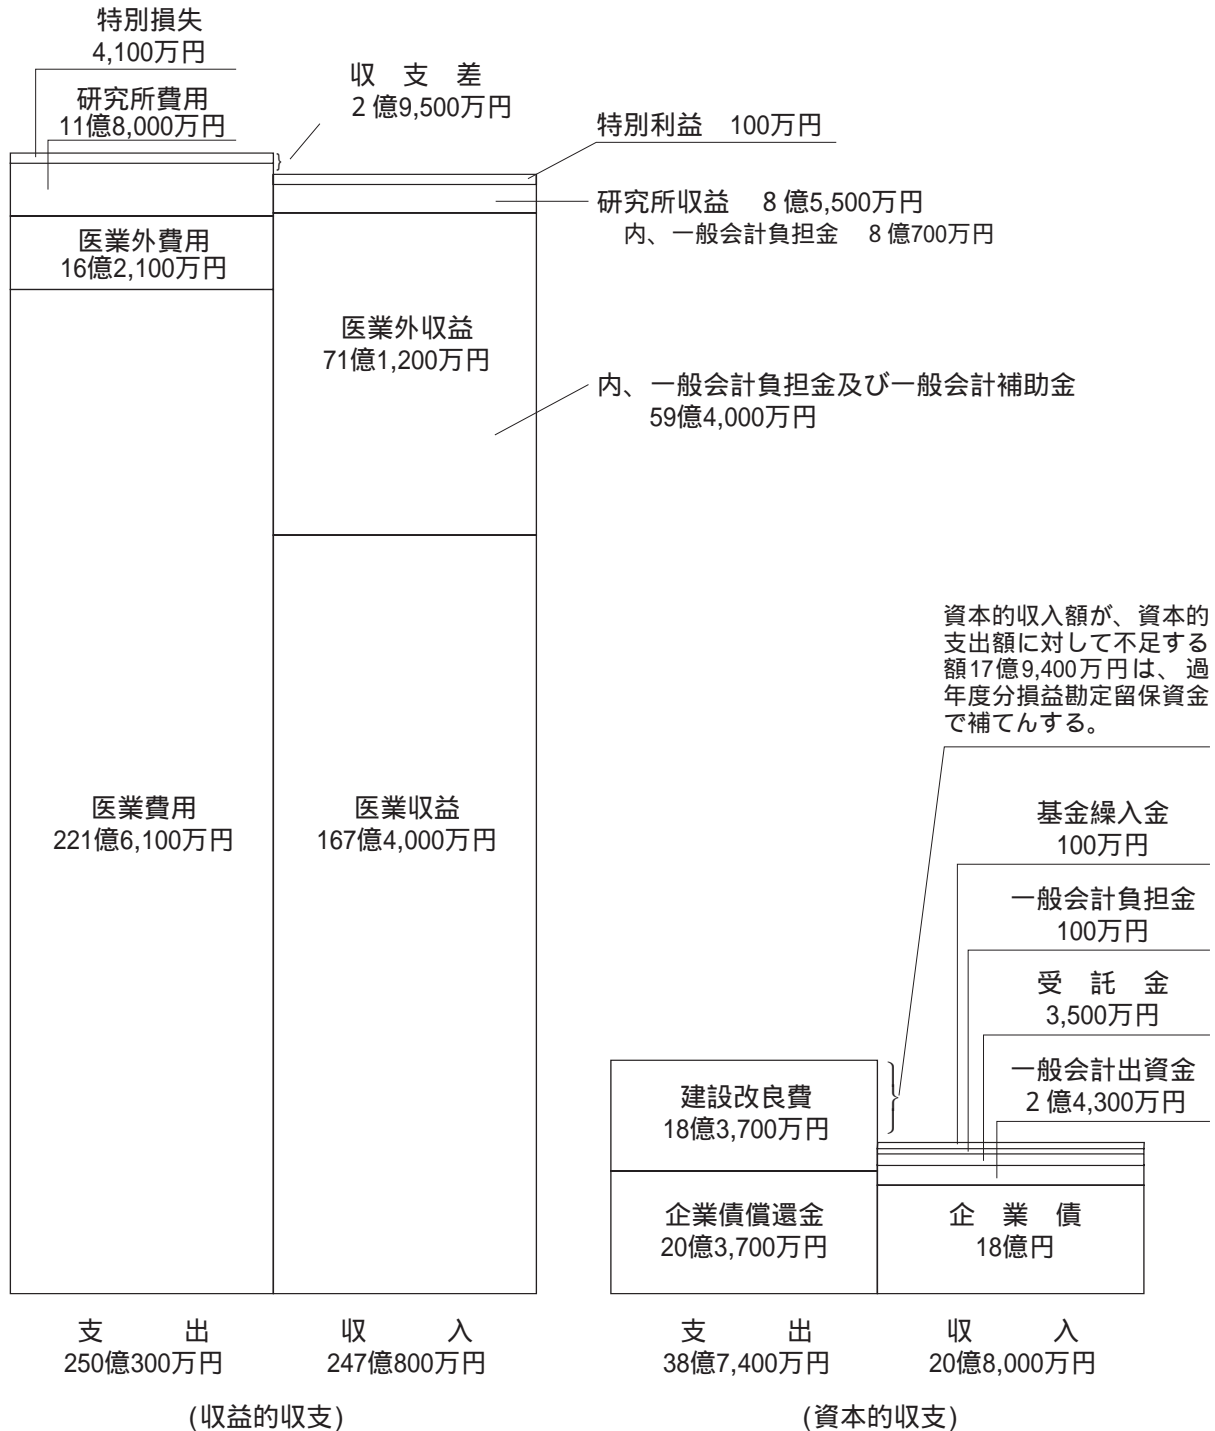 特別損失
4,100万円
研究所費用
11億8,000万円
収 支 差
2億9,500万円
特別利益 100万円
研究所収益 8億5,500万円
内、一般会計負担金 8億700万円
医業外費用
16億2,100万円
医業外収益
71億1,200万円
内、一般会計負担金及び一般会計補助金
59億4,000万円
医業費用
221億6,100万円
医業収益
167億4,000万円
支 出
250億300万円
収 入
247億800万円
(収益的収支)
資本的収入額が、資本的
支出額に対して不足する
額17億9,400万円は、過
年度分損益勘定留保資金
で補てんする。
基金繰入金
100万円
一般会計負担金
100万円
受 託 金
3,500万円
一般会計出資金
2億4,300万円
建設改良費
18億3,700万円
企業債償還金
20億3,700万円
企 業 債
18億円
支 出
38億7,400万円
収 入
20億8,000万円
(資本的収支)